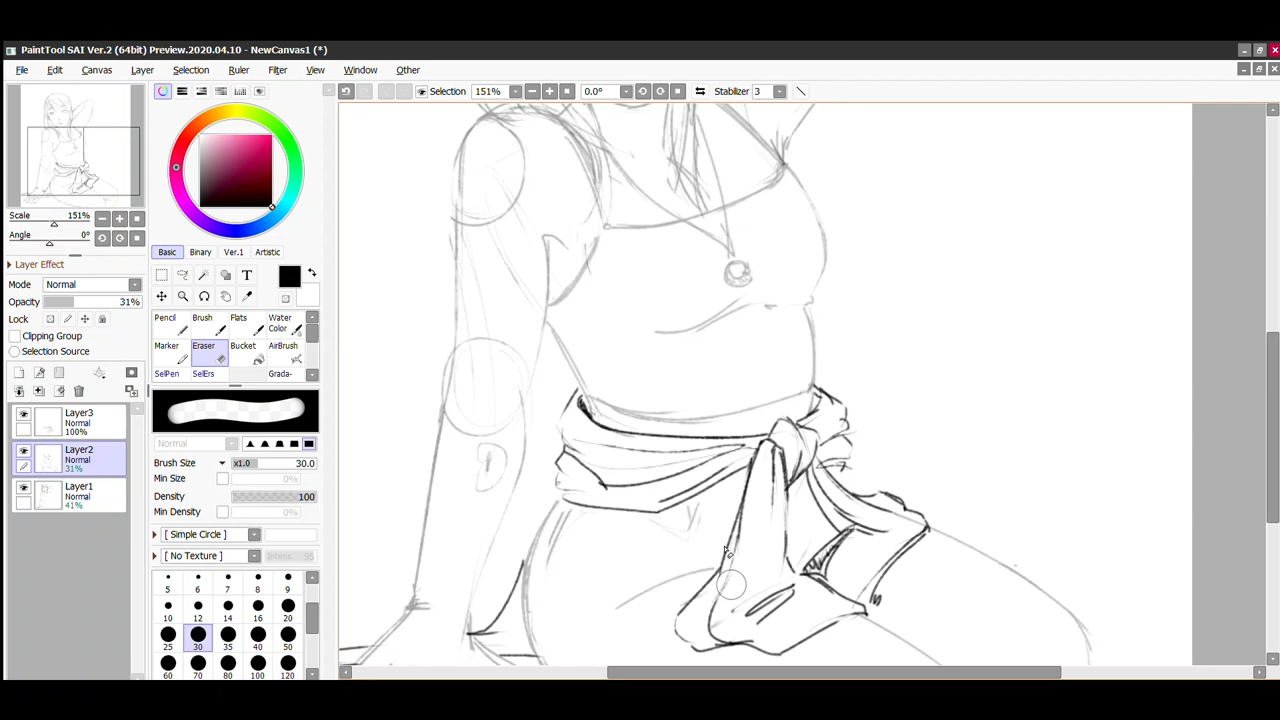 PaintTool SAI Ver.2 (64bit) Preview.2020.04.10 - NewCanvas1 (*)
File Edit Canvas Layer Selection Ruler Filter View Window Other
Selection 151% 0.0° Stabilizer 3
Scale 151%
Angle 0°
Layer Effect
Mode Normal
Opacity 31%
Lock
Clipping Group
Selection Source
Layer3
Normal
100%
Layer2
Normal
31%
Layer1
Normal
41%
Basic Binary Ver.1 Artistic
T
Pencil Brush Flats Water Color
Marker Eraser Bucket AirBrush
SelPen SelErs Grada-
Normal
Brush Size x1.0 30.0
Min Size 0%
Density 100
Min Density 0%
[ Simple Circle ]
[ No Texture ] Intens. 95
5 6 7 8 9
10 12 14 16 20
25 30 35 40 50
60 70 80 100 120